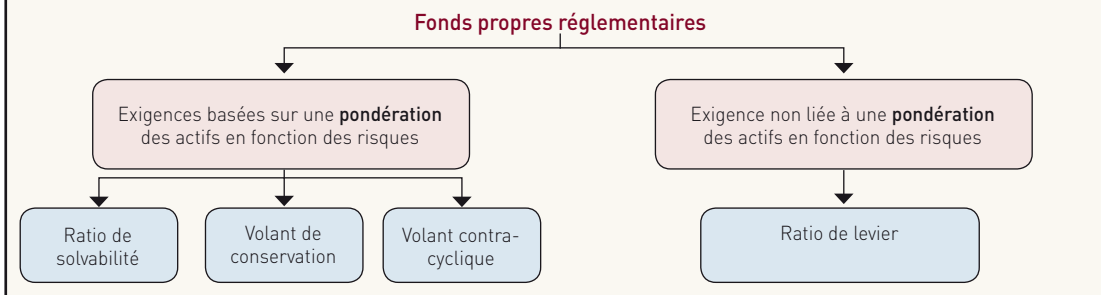 Fonds propres réglementaires
Exigences basées sur une pondération
des actifs en fonction des risques
Exigence non liée à une pondération
des actifs en fonction des risques
Ratio de
solvabilité
Volant de
conservation
Volant contra-
cyclique
Ratio de levier